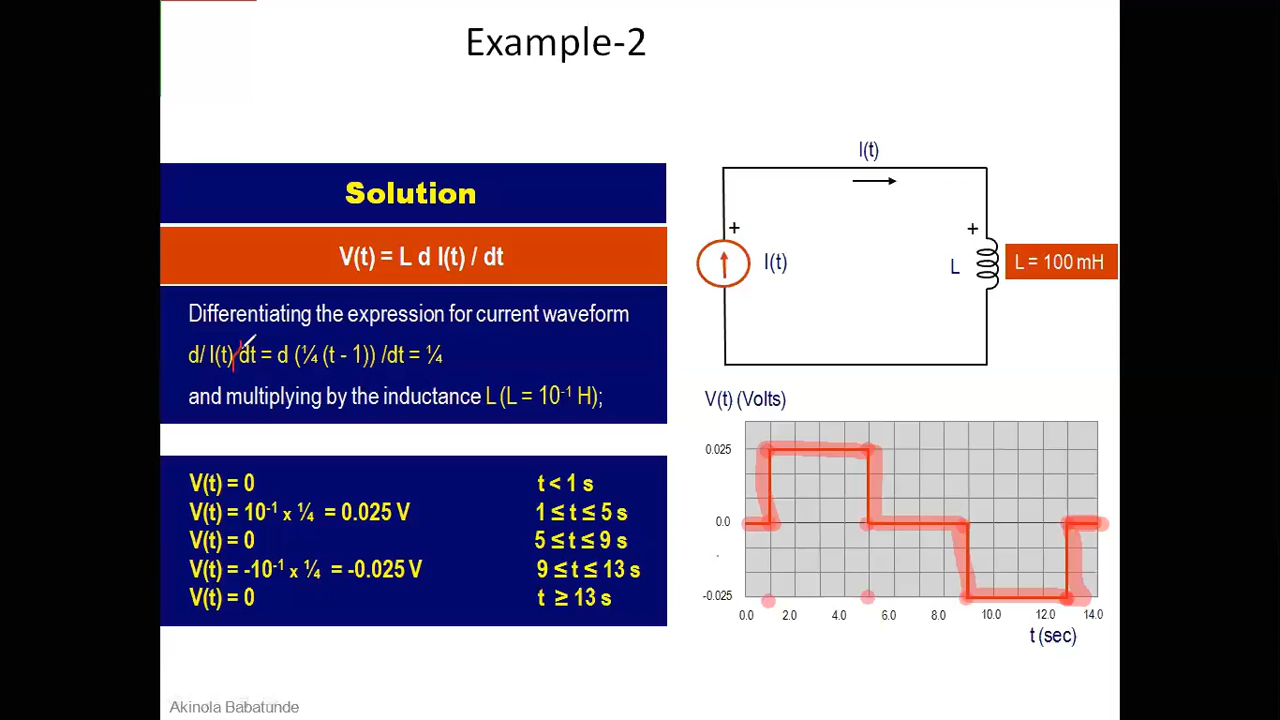 Example-2
Solution
V(t) = L d I(t) / dt
Differentiating the expression for current waveform
d/ I(t)/dt = d (¼ (t - 1)) /dt = ¼
and multiplying by the inductance L (L = 10⁻¹ H);
V(t) = 0 t < 1 s
V(t) = 10⁻¹ x ¼ = 0.025 V 1 ≤ t ≤ 5 s
V(t) = 0 5 ≤ t ≤ 9 s
V(t) = -10⁻¹ x ¼ = -0.025 V 9 ≤ t ≤ 13 s
V(t) = 0 t ≥ 13 s
I(t)
+ +
I(t) L L = 100 mH
V(t) (Volts)
0.025
0.0
-0.025
0.0 2.0 4.0 6.0 8.0 10.0 12.0 14.0
t (sec)
Akinola Babatunde